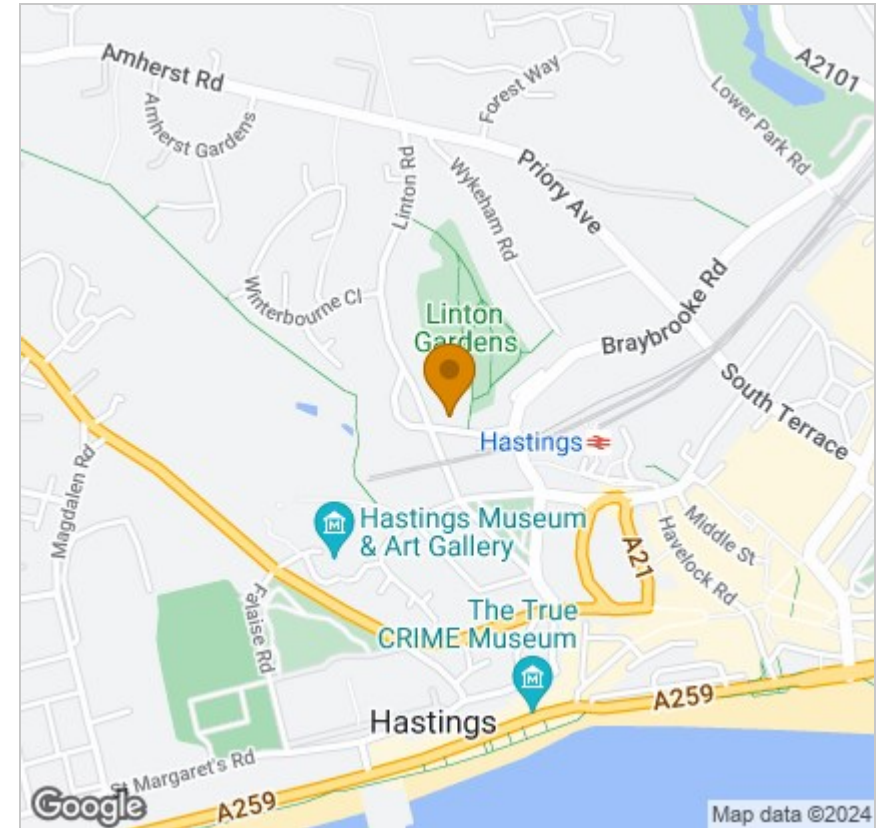 Amherst Rd
Amherst Gardens
Forest Way
A2101
Lower Park Rd
Linton Rd
Wykeham Rd
Priory Ave
Winterbourne Cl
Linton
Gardens
Braybrooke Rd
South Terrace
Hastings
Magdalen Rd
Hastings Museum
& Art Gallery
A21
Middle St
Havelock Rd
Falaise Rd
The True
CRIME Museum
A259
Hastings
St Margaret's Rd
A259
Google
Map data ©2024